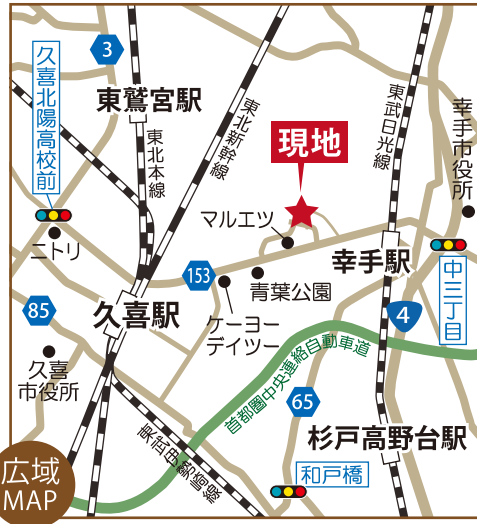 3
久喜北陽高校前
東鷲宮駅
東北本線
東北新幹線
東武日光線
幸手市役所
現地
マルエツ
ニトリ
153
青葉公園
幸手駅
中三丁目
85
久喜駅
ケーヨー
デイツー
4
久喜
市役所
首都圏中央連絡自動車道
65
東武伊勢崎線
杉戸高野台駅
和戸橋
広域
MAP